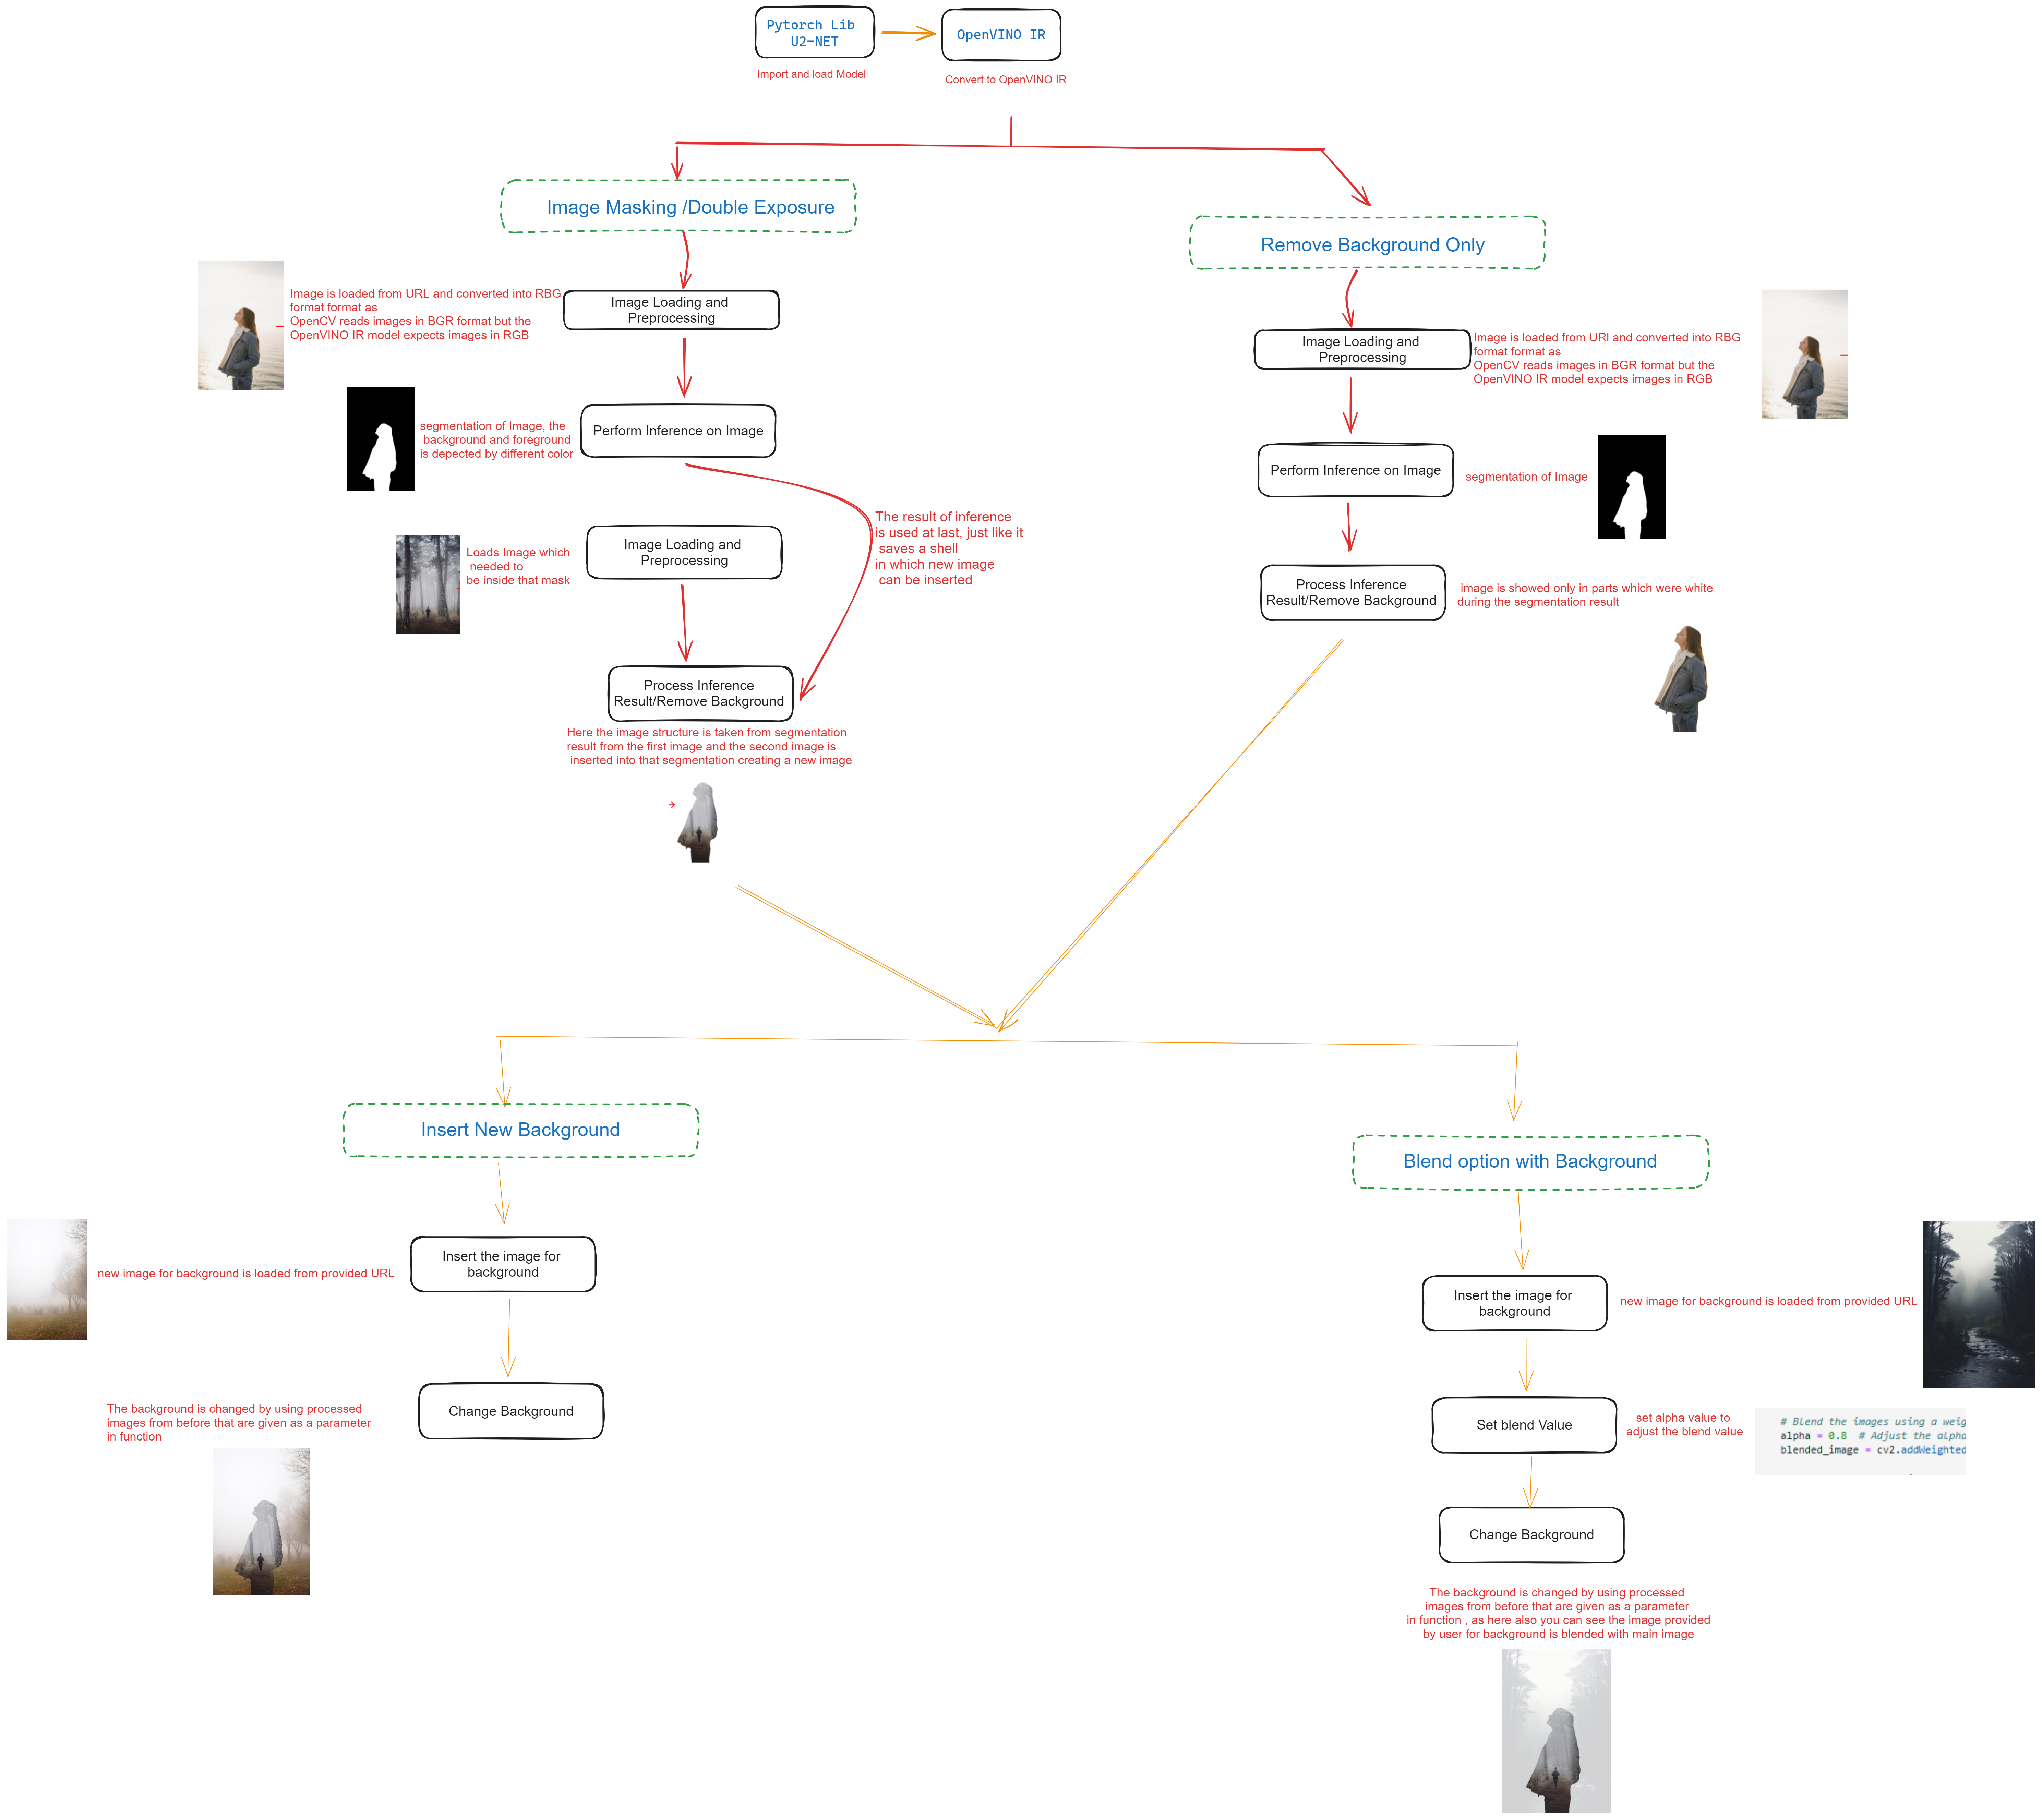 Pytorch Lib
U2-NET
OpenVINO IR
Import and load Model
Convert to OpenVINO IR
Image Masking /Double Exposure
Remove Background Only
Image is loaded from URL and converted into RBG
format format as
OpenCV reads images in BGR format but the
OpenVINO IR model expects images in RGB
Image Loading and
Preprocessing
Image Loading and
Preprocessing
Image is loaded from URl and converted into RBG
format format as
OpenCV reads images in BGR format but the
OpenVINO IR model expects images in RGB
segmentation of Image, the
background and foreground
is depected by different color
Perform Inference on Image
Perform Inference on Image
segmentation of Image
The result of inference
is used at last, just like it
saves a shell
in which new image
can be inserted
Loads Image which
needed to
be inside that mask
Image Loading and
Preprocessing
Process Inference
Result/Remove Background
image is showed only in parts which were white
during the segmentation result
Process Inference
Result/Remove Background
Here the image structure is taken from segmentation
result from the first image and the second image is
inserted into that segmentation creating a new image
Insert New Background
Blend option with Background
Insert the image for
background
new image for background is loaded from provided URL
Insert the image for
background
new image for background is loaded from provided URL
Change Background
The background is changed by using processed
images from before that are given as a parameter
in function
Set blend Value
set alpha value to
adjust the blend value
# Blend the images using a weig
alpha = 0.8 # Adjust the alpha
blended_image = cv2.addWeighted
Change Background
The background is changed by using processed
images from before that are given as a parameter
in function , as here also you can see the image provided
by user for background is blended with main image